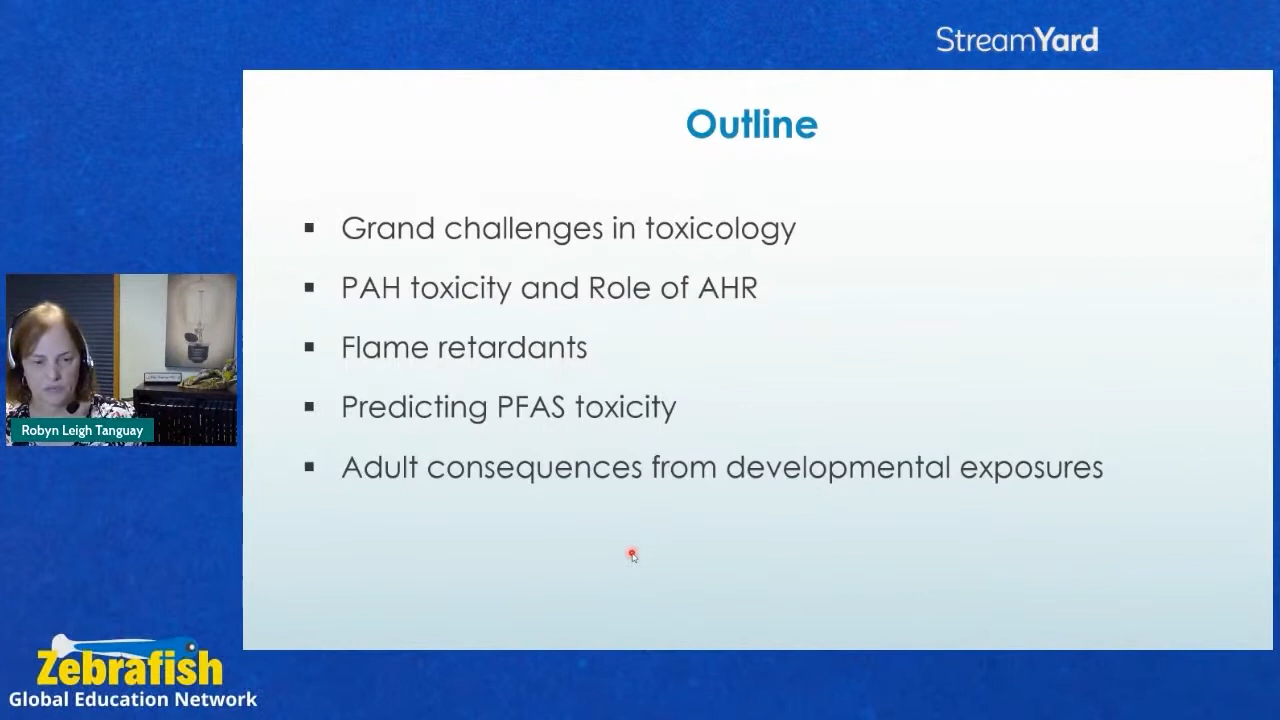 StreamYard
Outline
▪ Grand challenges in toxicology
▪ PAH toxicity and Role of AHR
▪ Flame retardants
▪ Predicting PFAS toxicity
▪ Adult consequences from developmental exposures
Robyn Leigh Tanguay
Zebrafish
Global Education Network